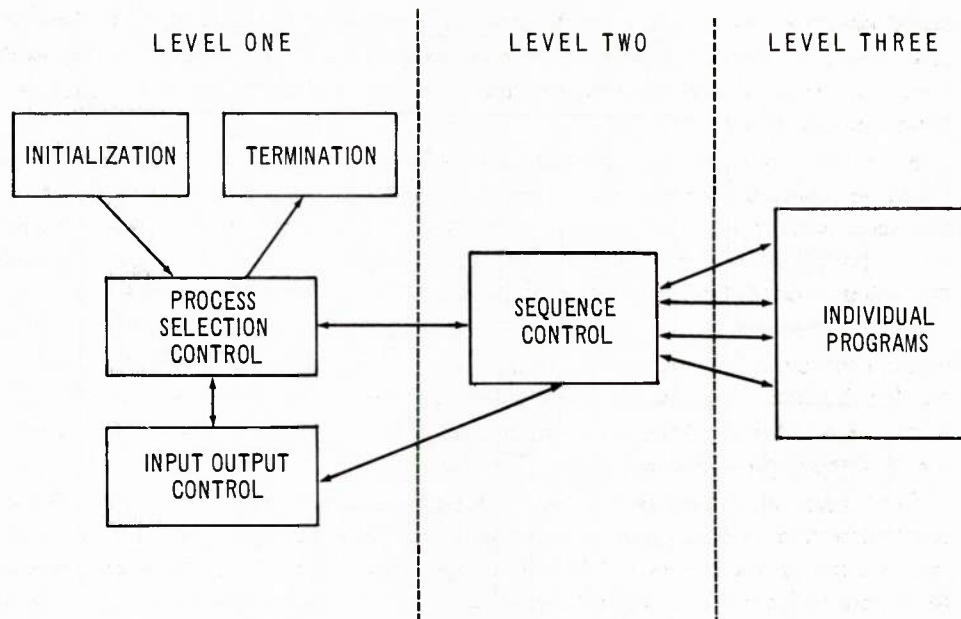 LEVEL ONE
LEVEL TWO
LEVEL THREE
INITIALIZATION
TERMINATION
PROCESS
SELECTION
CONTROL
SEQUENCE
CONTROL
INDIVIDUAL
PROGRAMS
INPUT OUTPUT
CONTROL